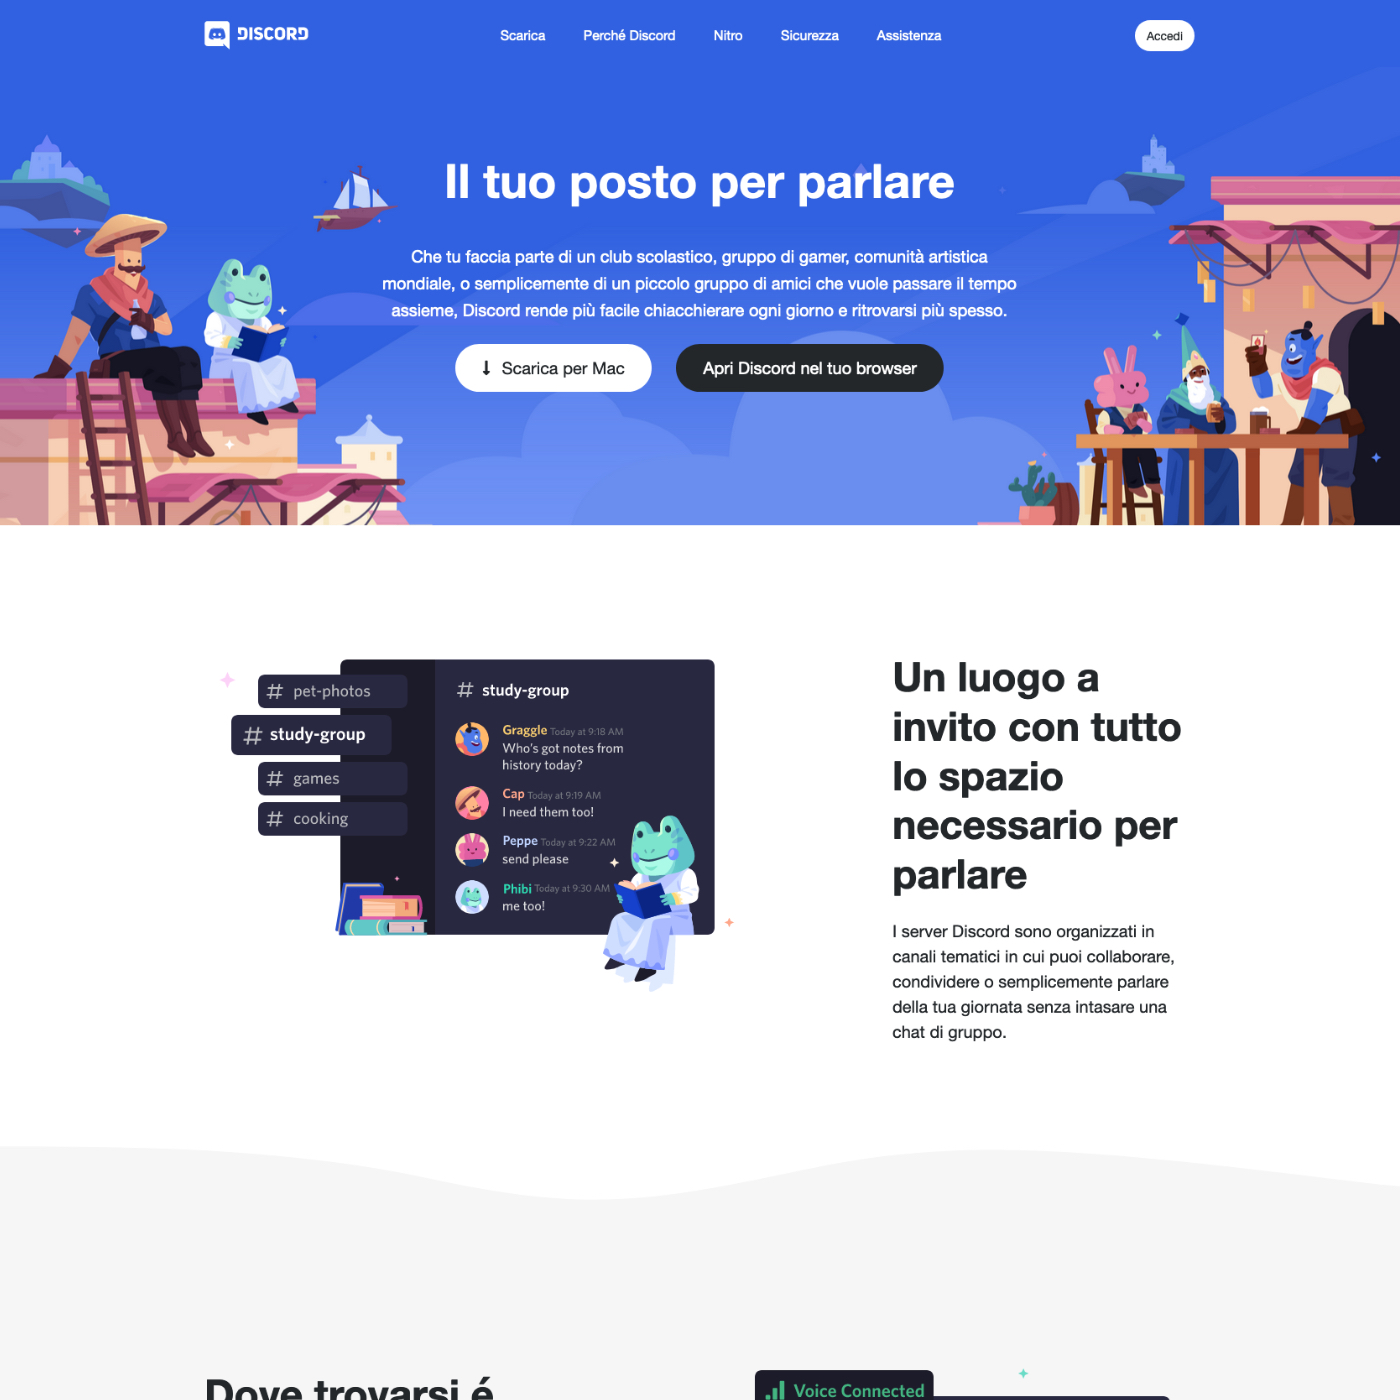 DISCORD
Scarica
Perché Discord
Nitro
Sicurezza
Assistenza
Accedi
Il tuo posto per parlare
Che tu faccia parte di un club scolastico, gruppo di gamer, comunità artistica
mondiale, o semplicemente di un piccolo gruppo di amici che vuole passare il tempo
assieme, Discord rende più facile chiacchierare ogni giorno e ritrovarsi più spesso.
Scarica per Mac
Apri Discord nel tuo browser
# pet-photos
# study-group
# games
# cooking
# study-group
Graggle Today at 9:18 AM
Who's got notes from
history today?
Cap Today at 9:19 AM
I need them too!
Peppe Today at 9:22 AM
send please
Phibi Today at 9:30 AM
me too!
Un luogo a
invito con tutto
lo spazio
necessario per
parlare
I server Discord sono organizzati in
canali tematici in cui puoi collaborare,
condividere o semplicemente parlare
della tua giornata senza intasare una
chat di gruppo.
Dove trovarsi é
Voice Connected